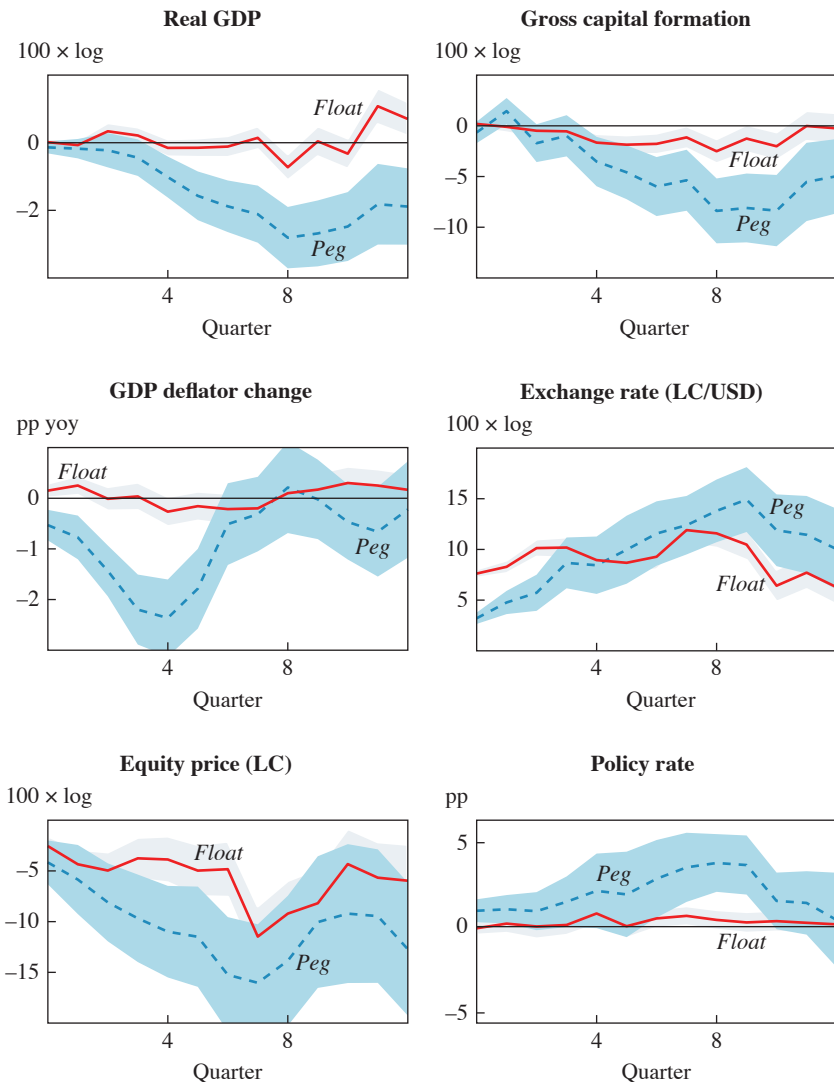 Real GDP
100 × log
0
−2
Float
Peg
4
8
Quarter
Gross capital formation
100 × log
0
−5
−10
Float
Peg
4
8
Quarter
GDP deflator change
pp yoy
0
−1
−2
Float
Peg
4
8
Quarter
Exchange rate (LC/USD)
100 × log
15
10
5
Peg
Float
4
8
Quarter
Equity price (LC)
100 × log
−5
−10
−15
Float
Peg
4
8
Quarter
Policy rate
pp
5
0
−5
Peg
Float
4
8
Quarter